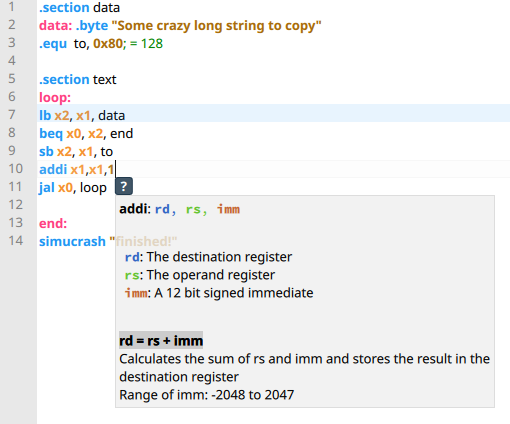 1 .section data
2 data: .byte "Some crazy long string to copy"
3 .equ to, 0x80; = 128
4
5 .section text
6 loop:
7 lb x2, x1, data
8 beq x0, x2, end
9 sb x2, x1, to
10 addi x1,x1,1
11 jal x0, loop ?
12
addi: rd, rs, imm
13 end:
14 simucrash "finished!"
rd: The destination register
rs: The operand register
imm: A 12 bit signed immediate
rd = rs + imm
Calculates the sum of rs and imm and stores the result in the
destination register
Range of imm: -2048 to 2047